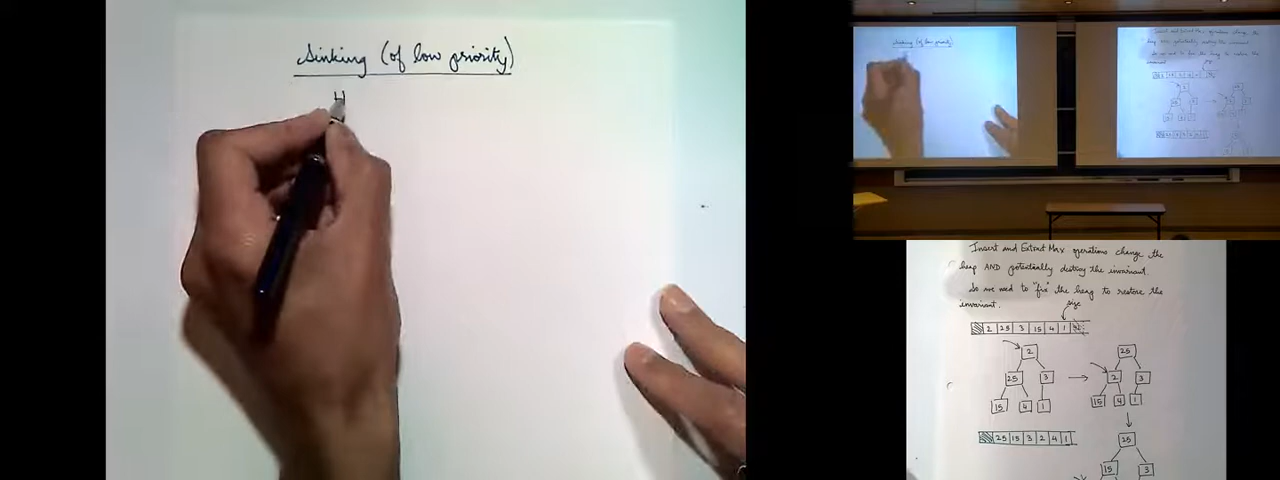 Sinking (of low priority)
H
Insert and Extract Max operations change the
heap AND potentially destroy the invariant.
So we need to "fix" the heap to restore the
invariant.
size
2 25 3 15 4 1
2
25 3
15 4 1
25
2 3
15 4 1
25 15 3 2 4 1
25
15 3